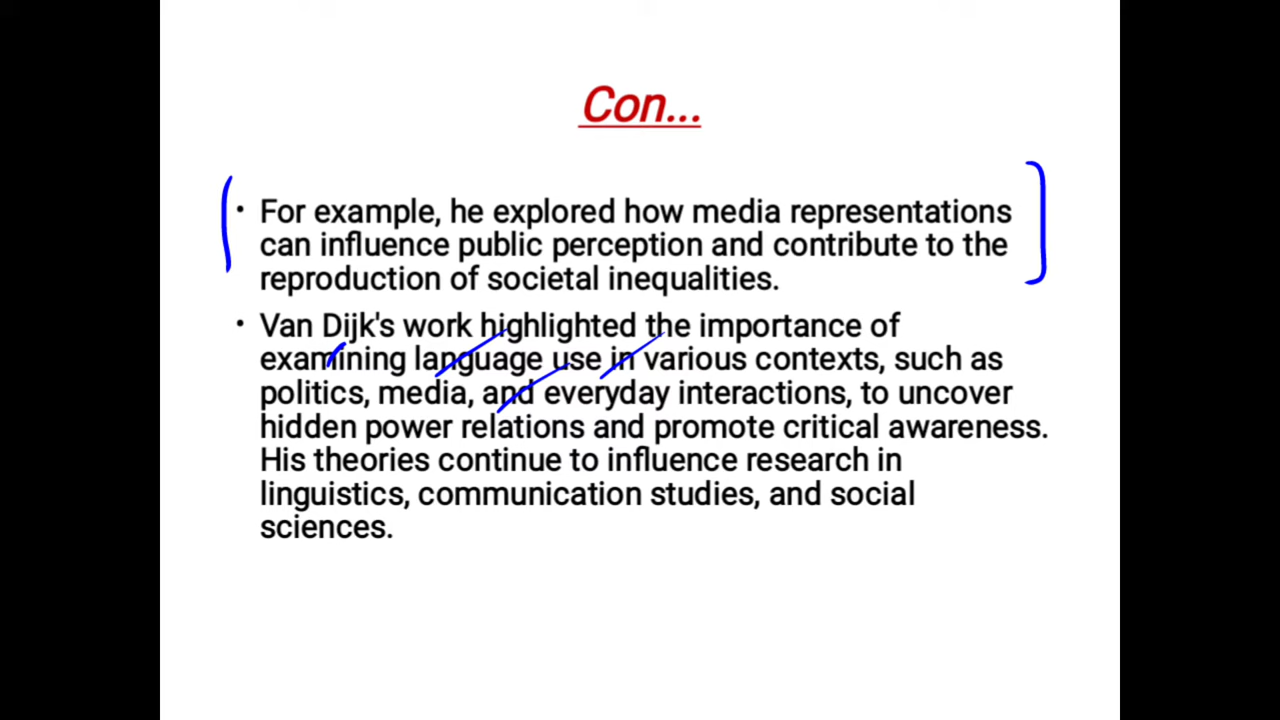 Con...
• For example, he explored how media representations
can influence public perception and contribute to the
reproduction of societal inequalities.
• Van Dijk's work highlighted the importance of
examining language use in various contexts, such as
politics, media, and everyday interactions, to uncover
hidden power relations and promote critical awareness.
His theories continue to influence research in
linguistics, communication studies, and social
sciences.